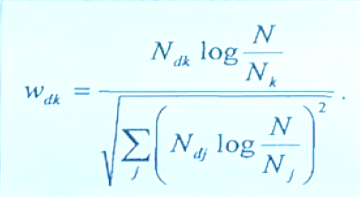 w_{dk} = \frac{N_{dk} \log \frac{N}{N_k}}{\sqrt{\sum_j \left( N_{dj} \log \frac{N}{N_j} \right)^2}}.